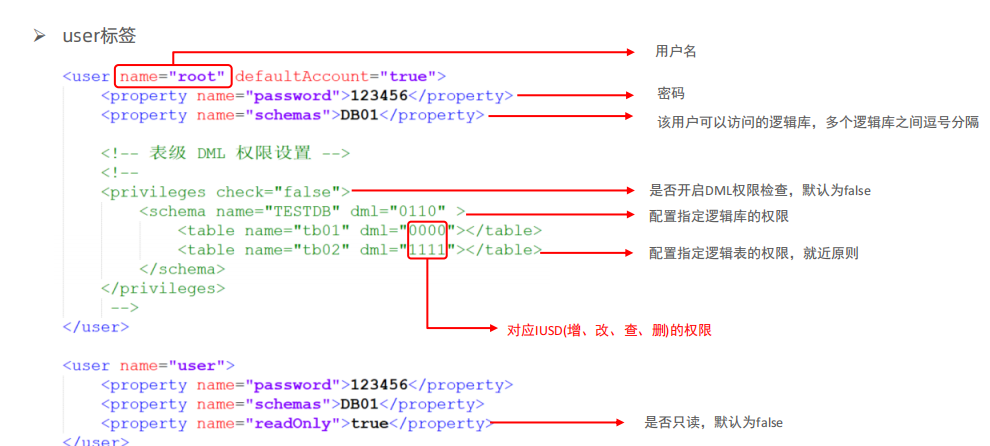 ➢ user标签
<user name="root" defaultAccount="true"> 用户名
<property name="password">123456</property> 密码
<property name="schemas">DB01</property> 该用户可以访问的逻辑库，多个逻辑库之间逗号分隔
<!-- 表级 DML 权限设置 -->
<!--
<privileges check="false"> 是否开启DML权限检查，默认为false
<schema name="TESTDB" dml="0110" > 配置指定逻辑库的权限
<table name="tb01" dml="0000"></table>
<table name="tb02" dml="1111"></table> 配置指定逻辑表的权限，就近原则
</schema>
</privileges>
-->
</user> 对应IUSD(增、改、查、删)的权限
<user name="user">
<property name="password">123456</property>
<property name="schemas">DB01</property>
<property name="readOnly">true</property> 是否只读，默认为false
</user>